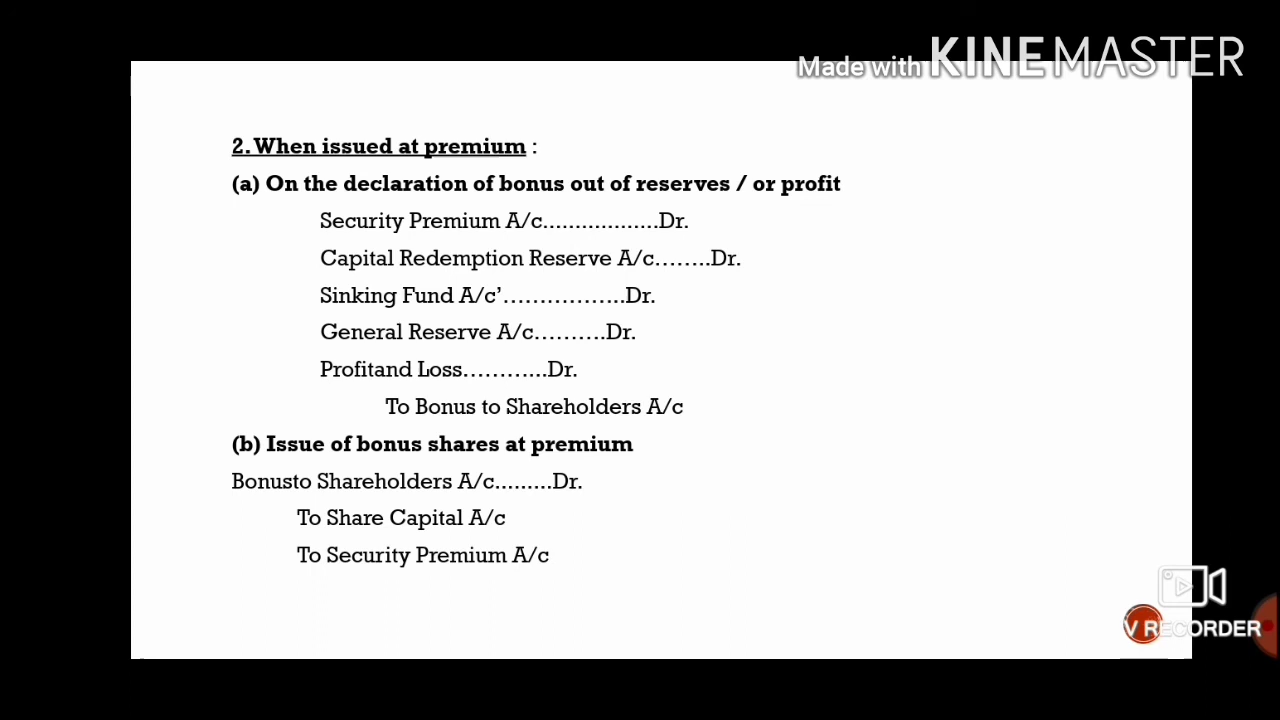 Made with KINEMASTER
2. When issued at premium :
(a) On the declaration of bonus out of reserves / or profit
Security Premium A/c..................Dr.
Capital Redemption Reserve A/c……..Dr.
Sinking Fund A/c’……………..Dr.
General Reserve A/c……….Dr.
Profitand Loss………...Dr.
To Bonus to Shareholders A/c
(b) Issue of bonus shares at premium
Bonusto Shareholders A/c.........Dr.
To Share Capital A/c
To Security Premium A/c
V RECORDER